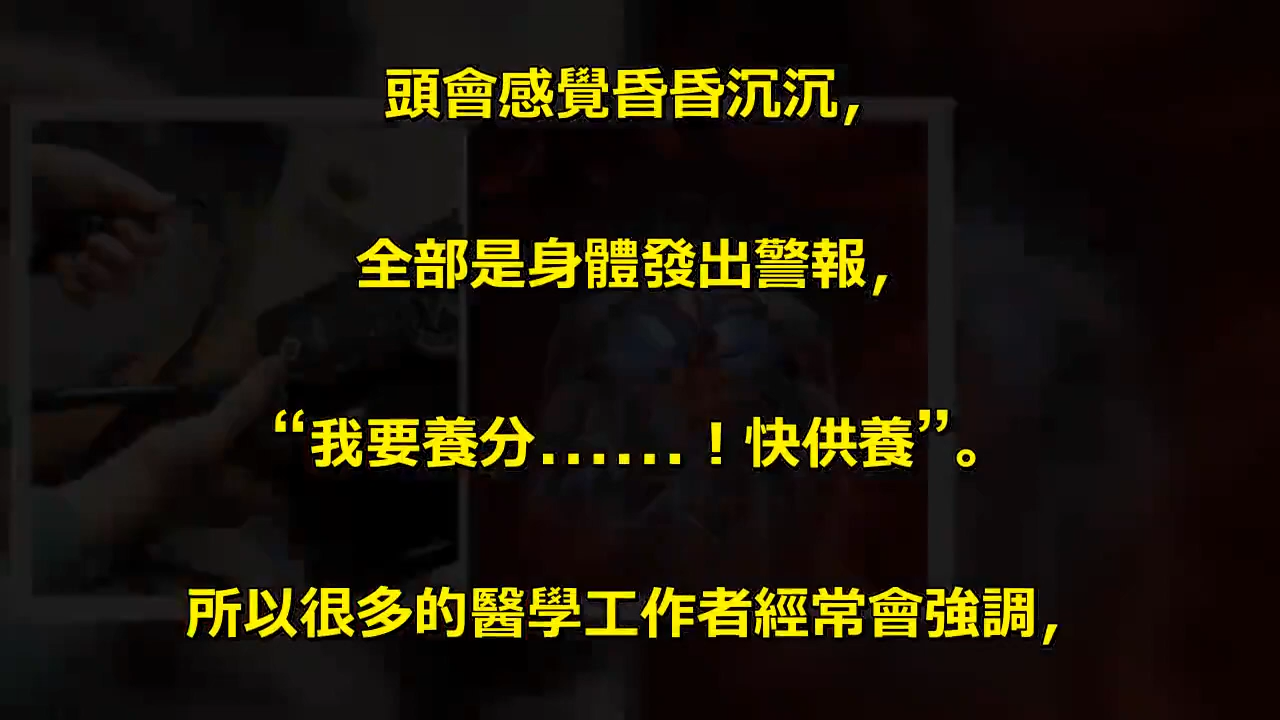 頭會感覺昏昏沉沉,
全部是身體發出警報,
“我要養分......！快供養”。
所以很多的醫學工作者經常會強調,